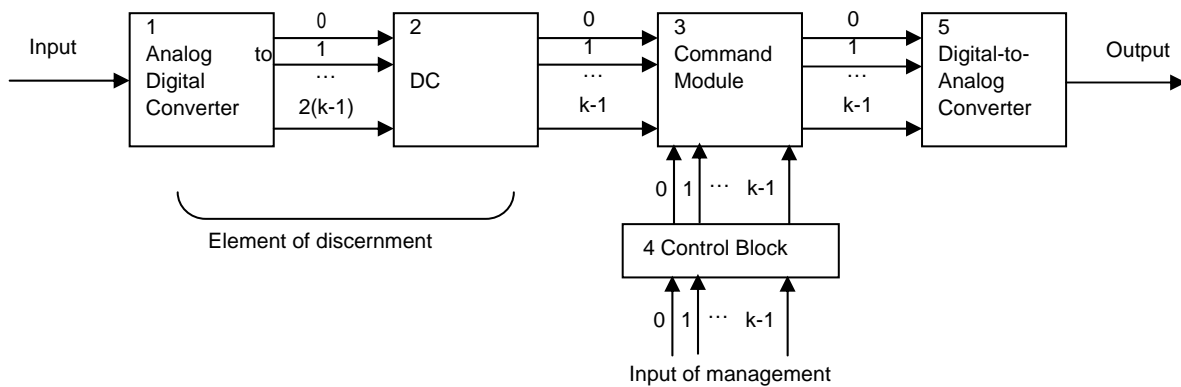 Input
1
Analog to
Digital
Converter
0
1
...
2(k-1)
2
DC
0
1
...
k-1
3
Command
Module
0
1
...
k-1
5
Digital-to-
Analog
Converter
Output
0 1 ... k-1
Element of discernment
4 Control Block
0 1 ... k-1
Input of management